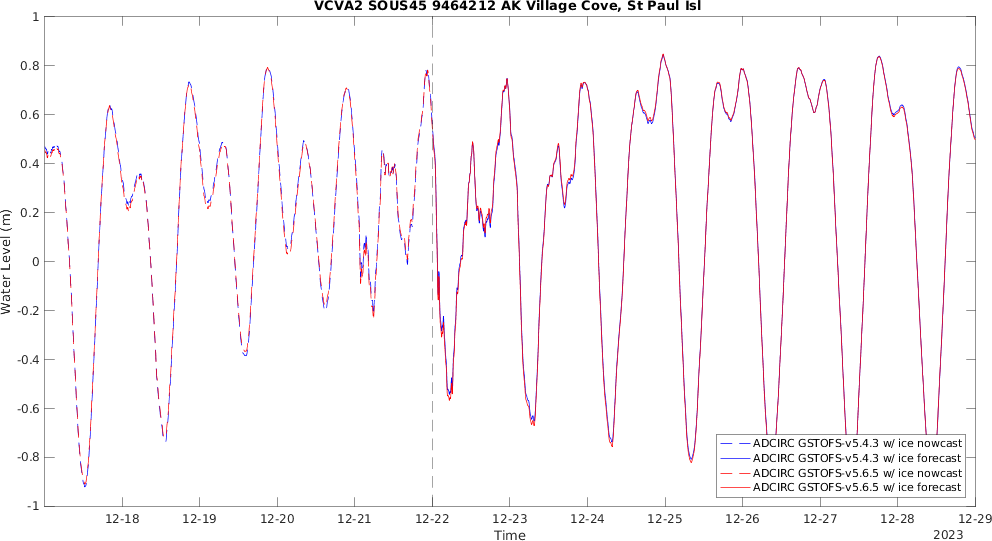 VCVA2 SOUS45 9464212 AK Village Cove, St Paul Isl
1
0.8
0.6
0.4
0.2
0
-0.2
-0.4
-0.6
-0.8
-1
Water Level (m)
ADCIRC GSTOFS-v5.4.3 w/ ice nowcast
ADCIRC GSTOFS-v5.4.3 w/ ice forecast
ADCIRC GSTOFS-v5.6.5 w/ ice nowcast
ADCIRC GSTOFS-v5.6.5 w/ ice forecast
12-18 12-19 12-20 12-21 12-22 12-23 12-24 12-25 12-26 12-27 12-28 12-29
Time
2023